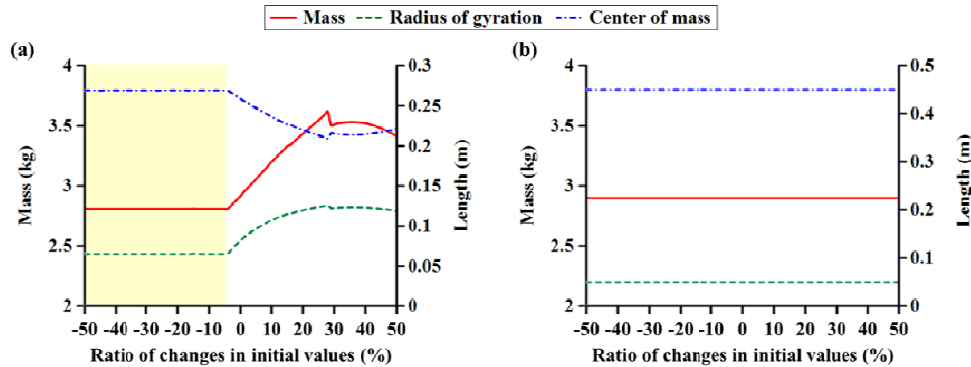 Mass Radius of gyration Center of mass
(a)
4
3.5
3
2.5
2
Mass (kg)
0.3
0.25
0.2
0.15
0.1
0.05
0
Length (m)
-50 -40 -30 -20 -10 0 10 20 30 40 50
Ratio of changes in initial values (%)
(b)
4
3.5
3
2.5
2
Mass (kg)
0.5
0.4
0.3
0.2
0.1
0
Length (m)
-50 -40 -30 -20 -10 0 10 20 30 40 50
Ratio of changes in initial values (%)